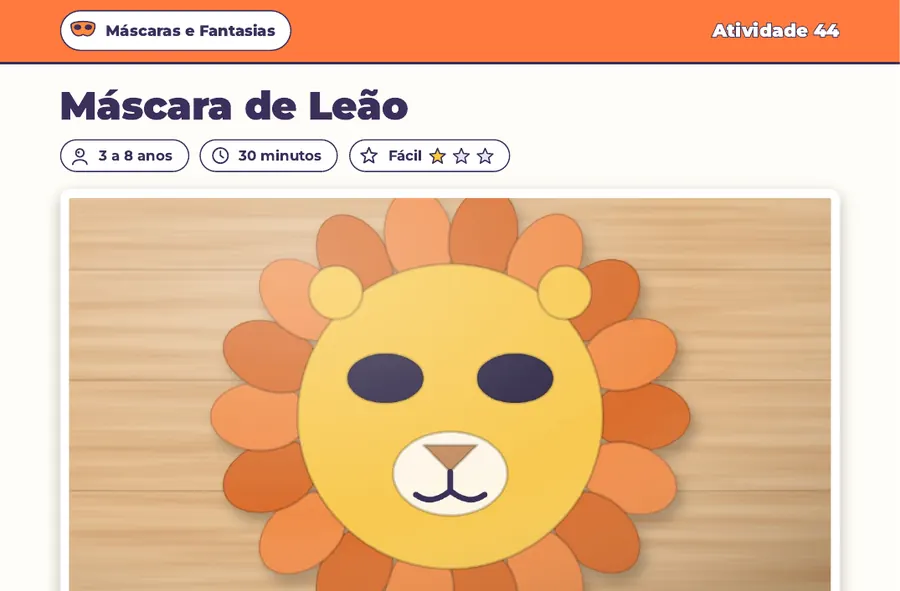 Máscaras e Fantasias
Atividade 44
Máscara de Leão
3 a 8 anos
30 minutos
Fácil